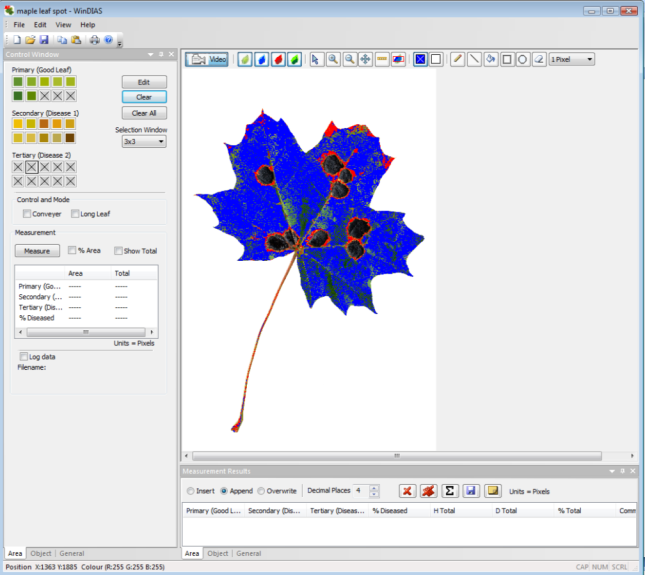 maple leaf spot - WinDIAS
File Edit View Help
Control Window
Primary (Good Leaf)
Edit
Clear
Clear All
Secondary (Disease 1)
Selection Window
3x3
Tertiary (Disease 2)
Control and Mode
Conveyer Long Leaf
Measurement
Measure % Area Show Total
Area Total
Primary (Go... ----- -----
Secondary (... ----- -----
Tertiary (Dis... ----- -----
% Diseased ----- -----
Units = Pixels
Log data
Filename:
Area Object General
Video
1 Pixel
Measurement Results
Insert Append Overwrite Decimal Places 4 Units = Pixels
Primary (Good L... Secondary (Dis... Tertiary (Diseas... % Diseased H Total D Total % Total Comm
Area Object General
Position X:1363 Y:1885 Colour (R:255 G:255 B:255)
CAP NUM SCRL